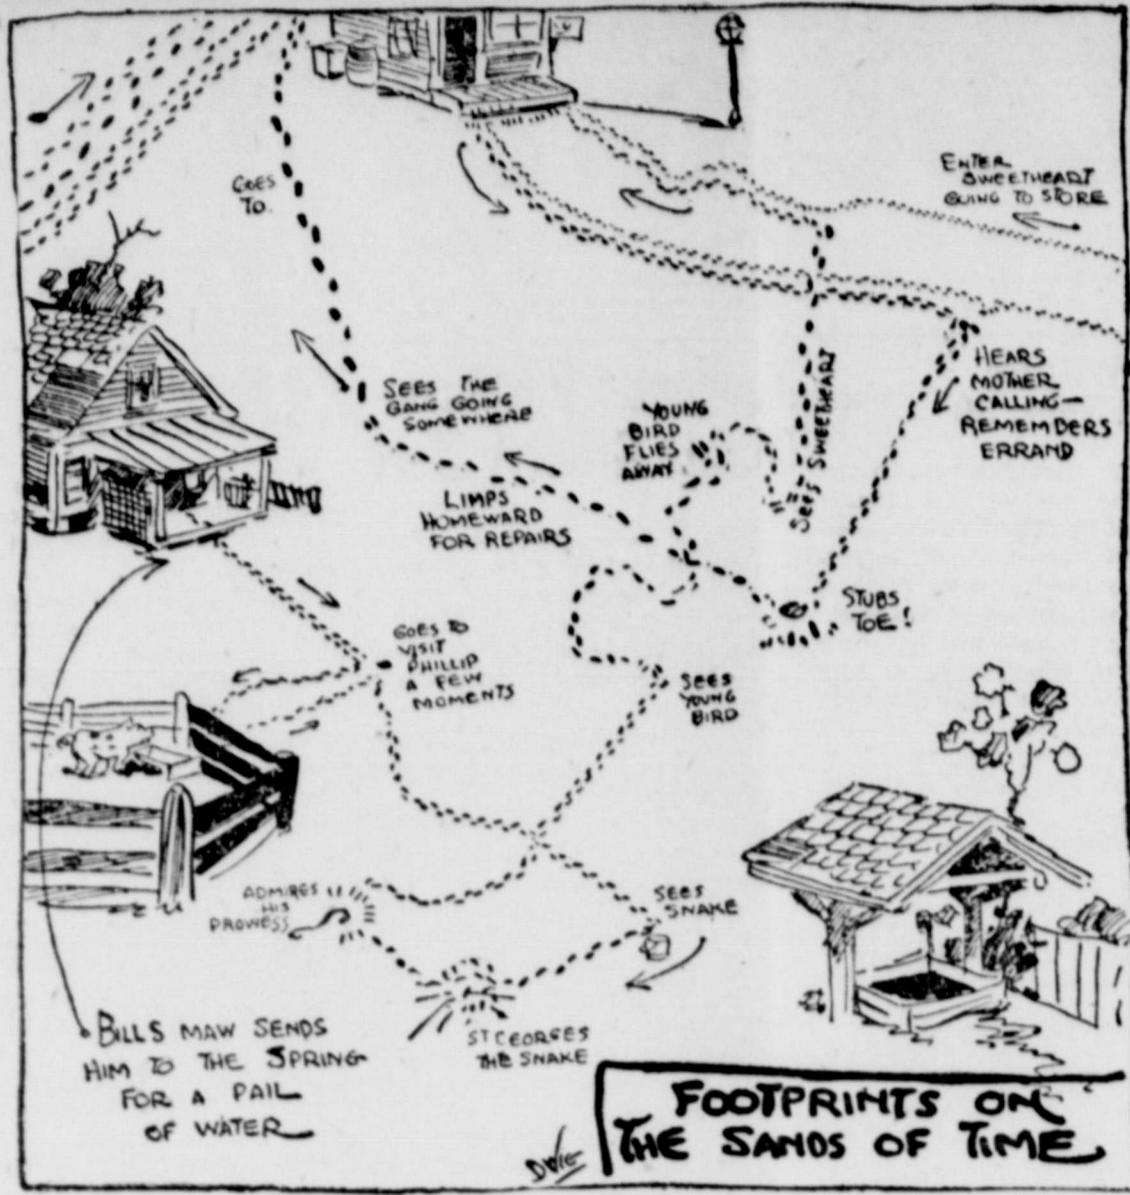 ENTER
SWEETHEART
GOING TO STORE
GOES
TO
HEARS
MOTHER
CALLING—
REMEMBERS
ERRAND
SEES THE
GANG GOING
SOMEWHERE
YOUNG
BIRD
FLIES
AWAY
SEES SWEETHEART
LIMPS
HOMEWARD
FOR REPAIRS
STUBS
TOE!
GOES TO
VISIT
PHILLIP
A FEW
MOMENTS
SEES
YOUNG
BIRD
ADMIRES
HIS
PROWESS
SEES
SNAKE
ST GEORGES
THE SNAKE
BILLS MAW SENDS
HIM TO THE SPRING
FOR A PAIL
OF WATER
FOOTPRINTS ON
THE SANDS OF TIME